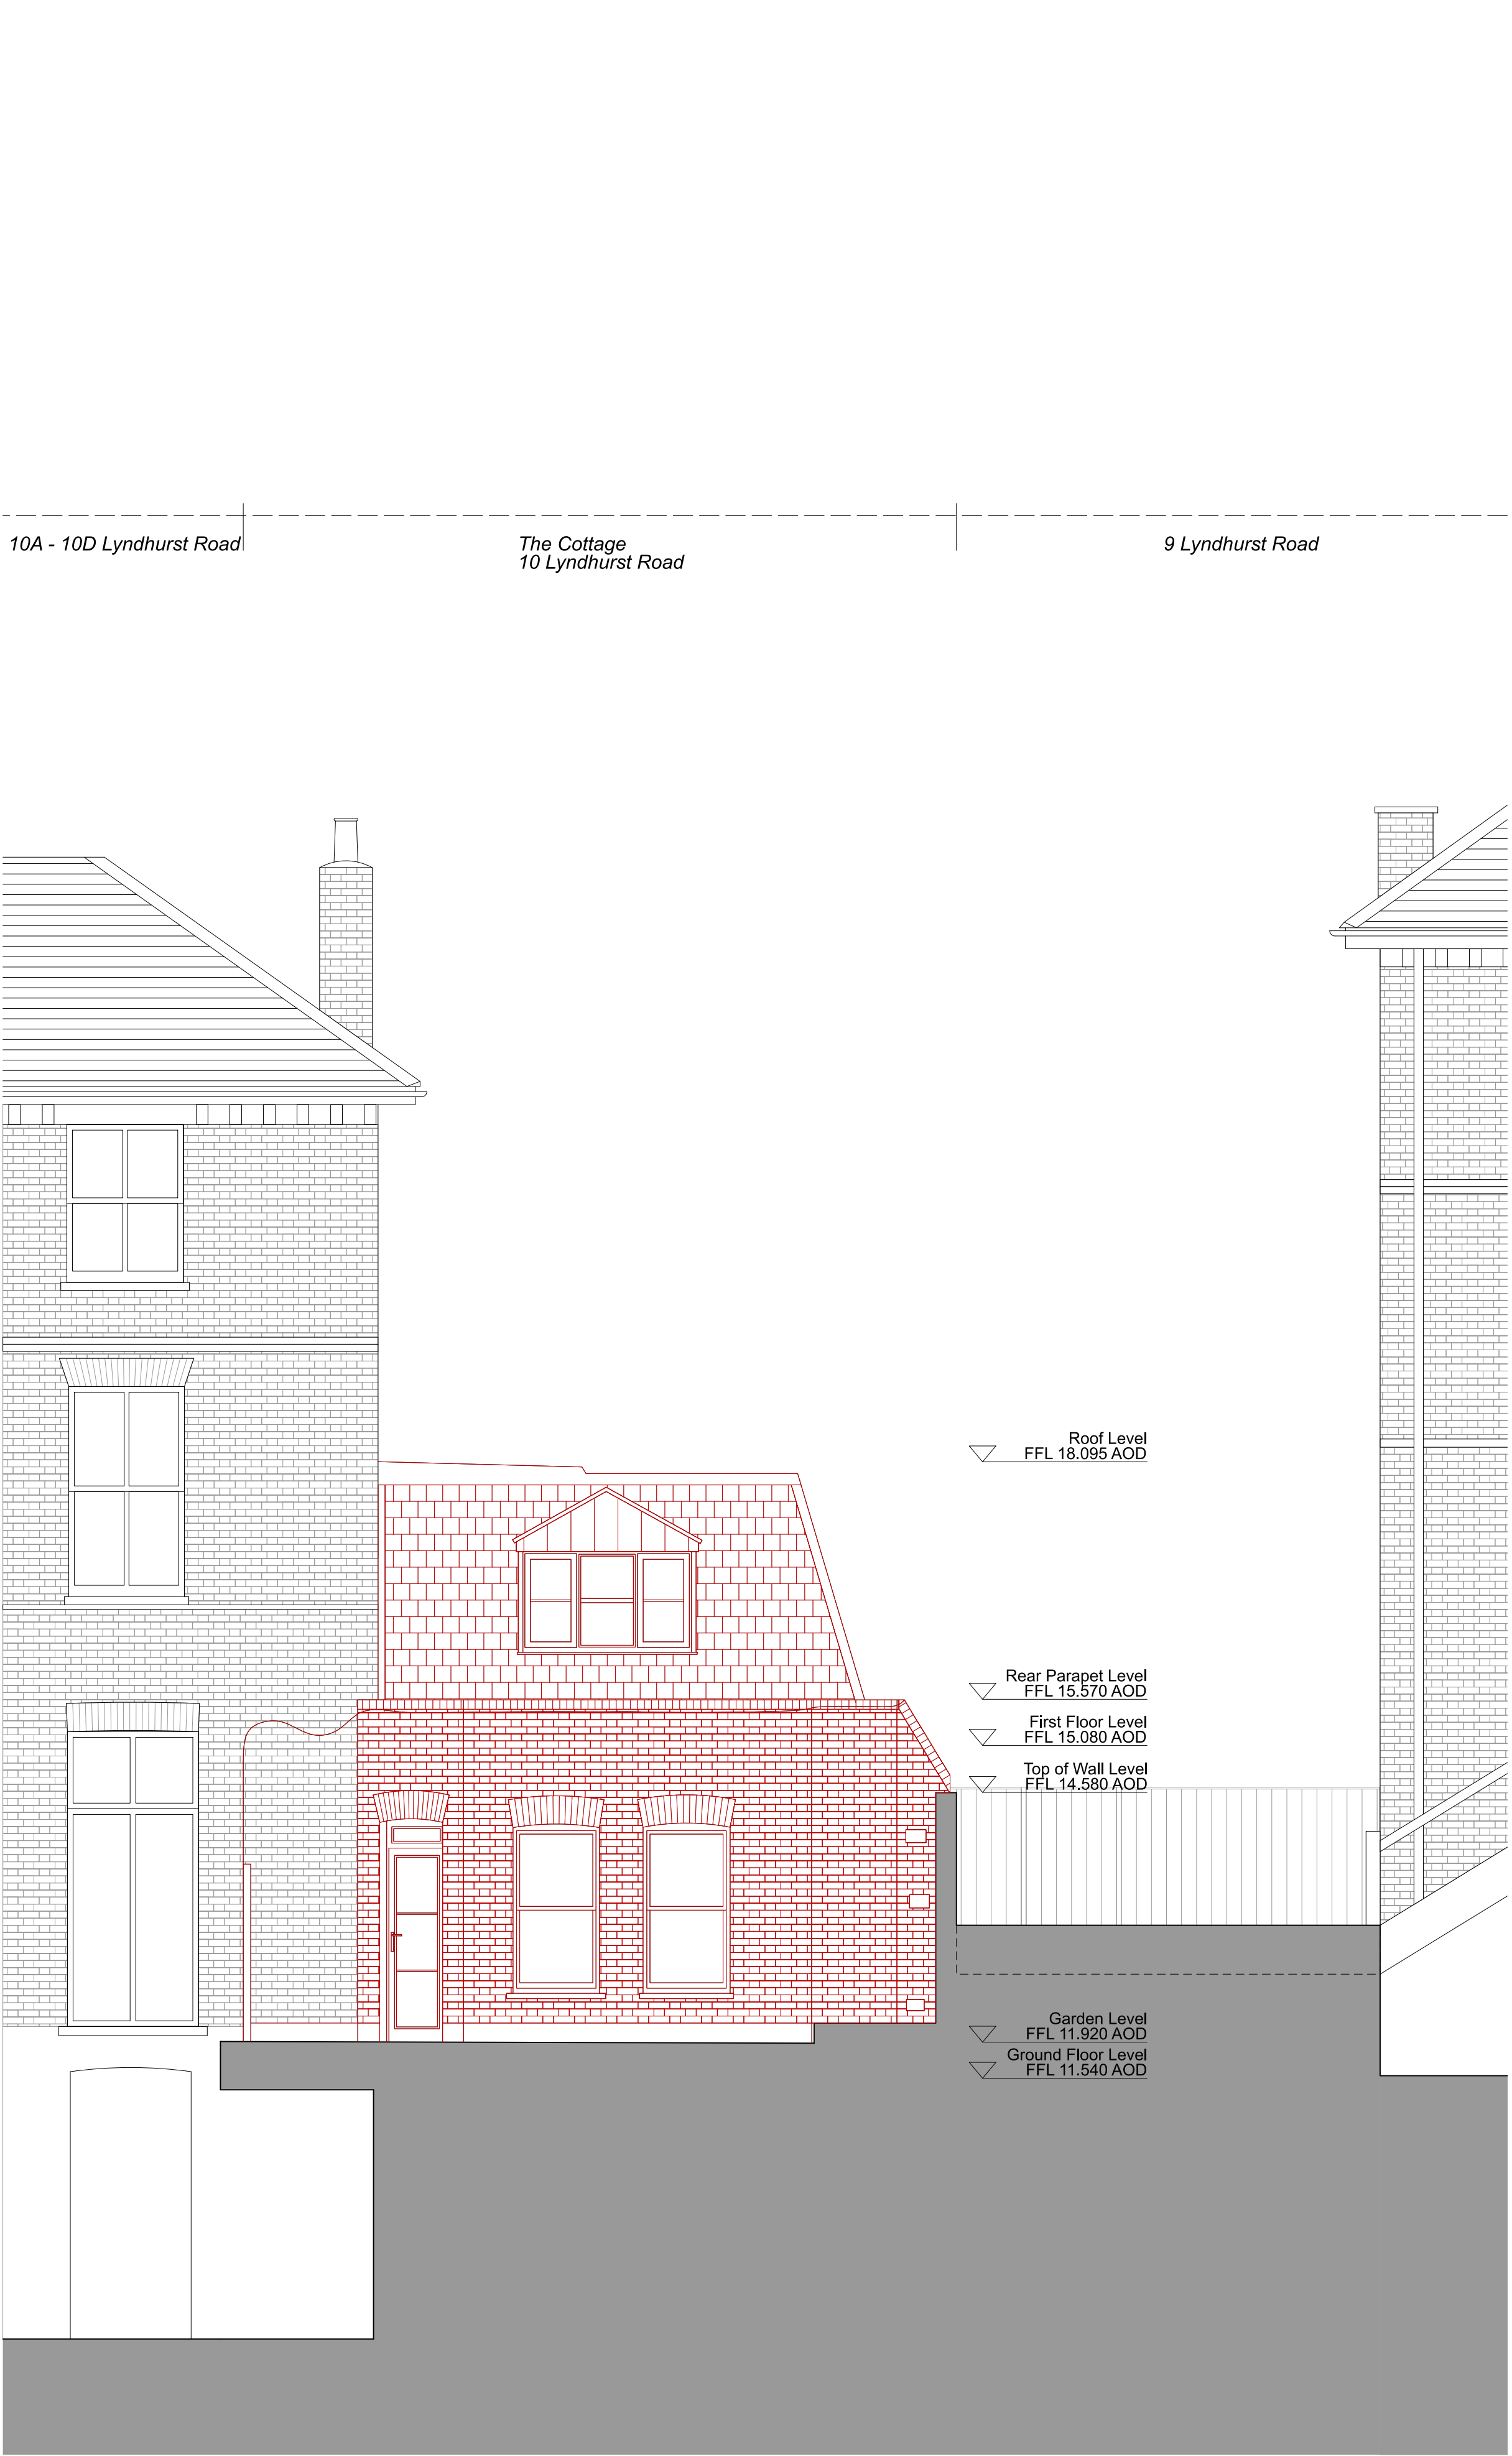 10A - 10D Lyndhurst Road
The Cottage
10 Lyndhurst Road
9 Lyndhurst Road
Roof Level
FFL 18.095 AOD
Rear Parapet Level
FFL 15.570 AOD
First Floor Level
FFL 15.080 AOD
Top of Wall Level
FFL 14.580 AOD
Garden Level
FFL 11.920 AOD
Ground Floor Level
FFL 11.540 AOD